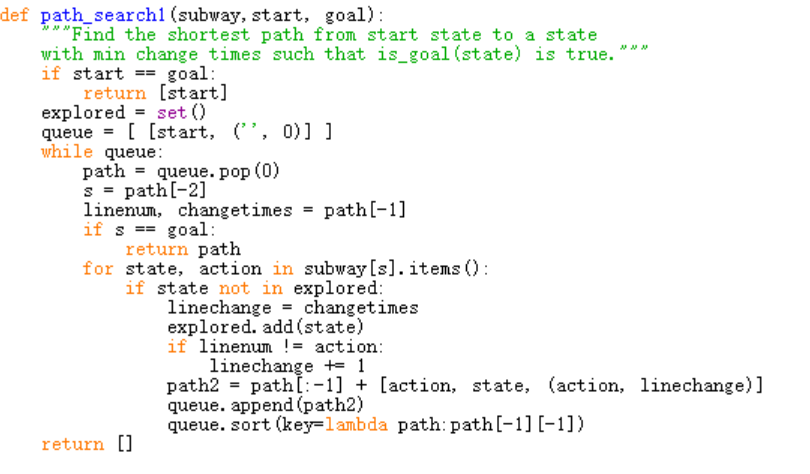 def path_search1(subway,start, goal):
    """Find the shortest path from start state to a state
    with min change times such that is_goal(state) is true."""
    if start == goal:
        return [start]
    explored = set()
    queue = [ [start, ('', 0)] ]
    while queue:
        path = queue.pop(0)
        s = path[-2]
        linenum, changetimes = path[-1]
        if s == goal:
            return path
        for state, action in subway[s].items():
            if state not in explored:
                linechange = changetimes
                explored.add(state)
                if linenum != action:
                    linechange += 1
                path2 = path[:-1] + [action, state, (action, linechange)]
                queue.append(path2)
                queue.sort(key=lambda path:path[-1][-1])
    return []